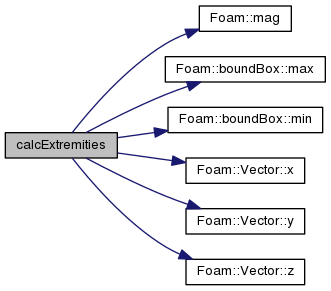 Foam::mag
Foam::boundBox::max
Foam::boundBox::min
calcExtremities
Foam::Vector::x
Foam::Vector::y
Foam::Vector::z